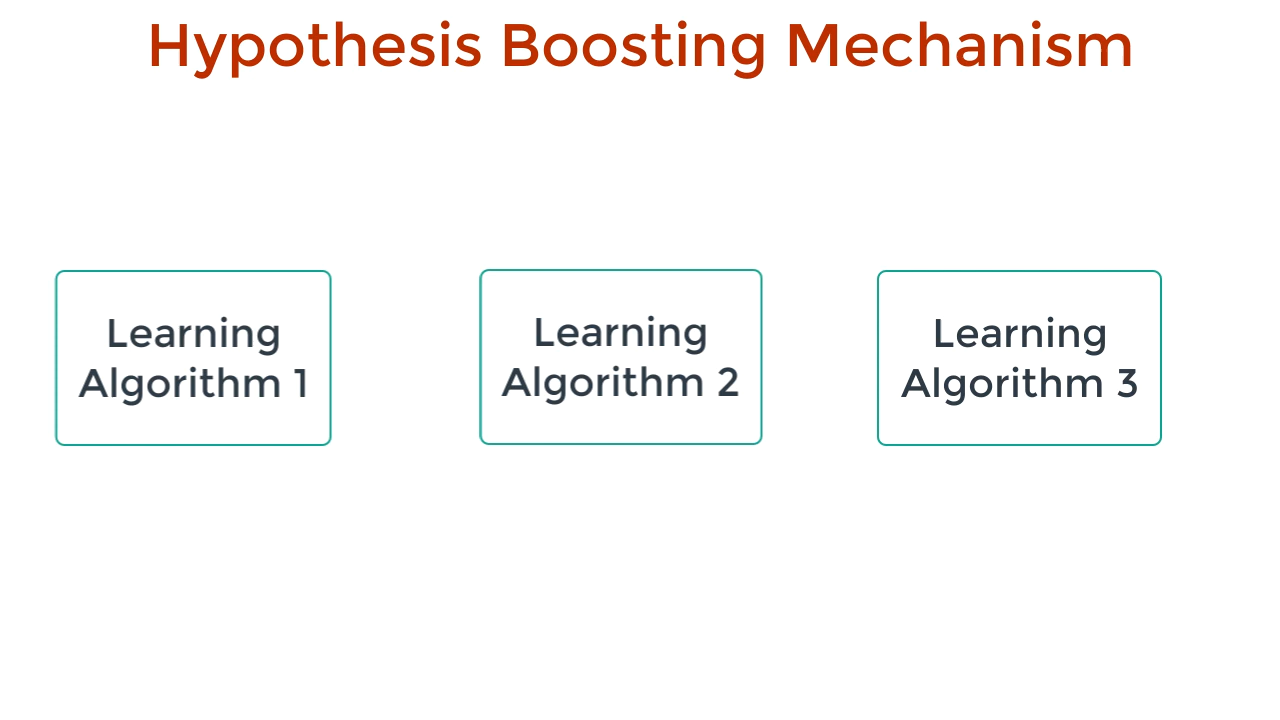 Hypothesis Boosting Mechanism
Learning
Algorithm 1
Learning
Algorithm 2
Learning
Algorithm 3